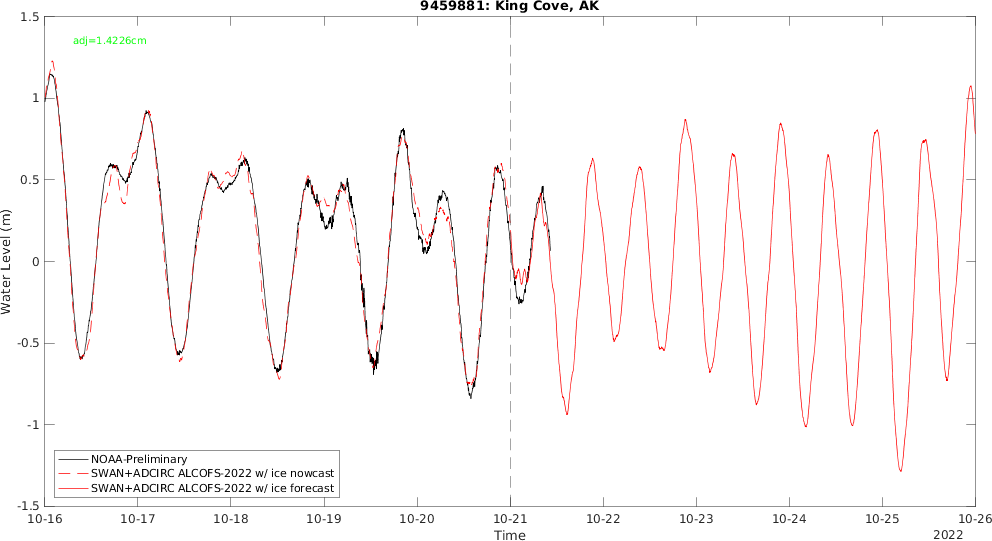 9459881: King Cove, AK
1.5
adj=1.4226cm
1
0.5
0
-0.5
-1
-1.5
Water Level (m)
NOAA-Preliminary
SWAN+ADCIRC ALCOFS-2022 w/ ice nowcast
SWAN+ADCIRC ALCOFS-2022 w/ ice forecast
10-16 10-17 10-18 10-19 10-20 10-21 10-22 10-23 10-24 10-25 10-26
Time
2022